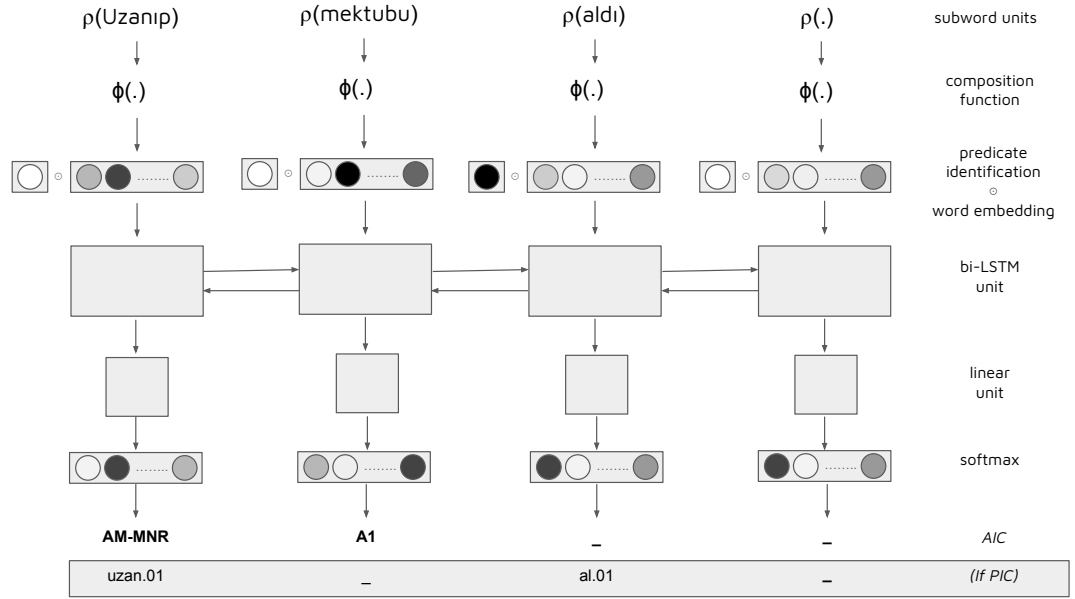 ρ(Uzanıp) ρ(mektubu) ρ(aldı) ρ(.) subword units
ϕ(.) ϕ(.) ϕ(.) ϕ(.) composition
function
⊙ ........ ⊙ ........ ⊙ ........ ⊙ ........ predicate
identification
⊙
word embedding
bi-LSTM
unit
linear
unit
........ ........ ........ ........ softmax
AM-MNR A1 _ _ AIC
uzan.01 _ al.01 _ (If PIC)